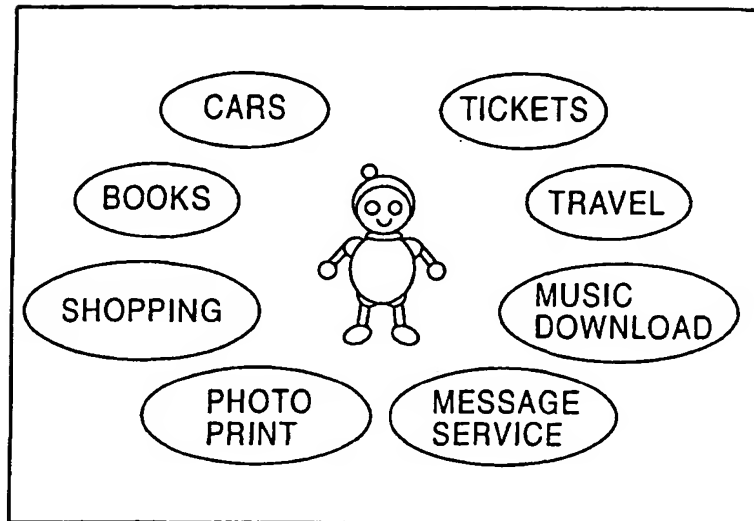 CARS
TICKETS
BOOKS
TRAVEL
SHOPPING
MUSIC
DOWNLOAD
PHOTO
PRINT
MESSAGE
SERVICE